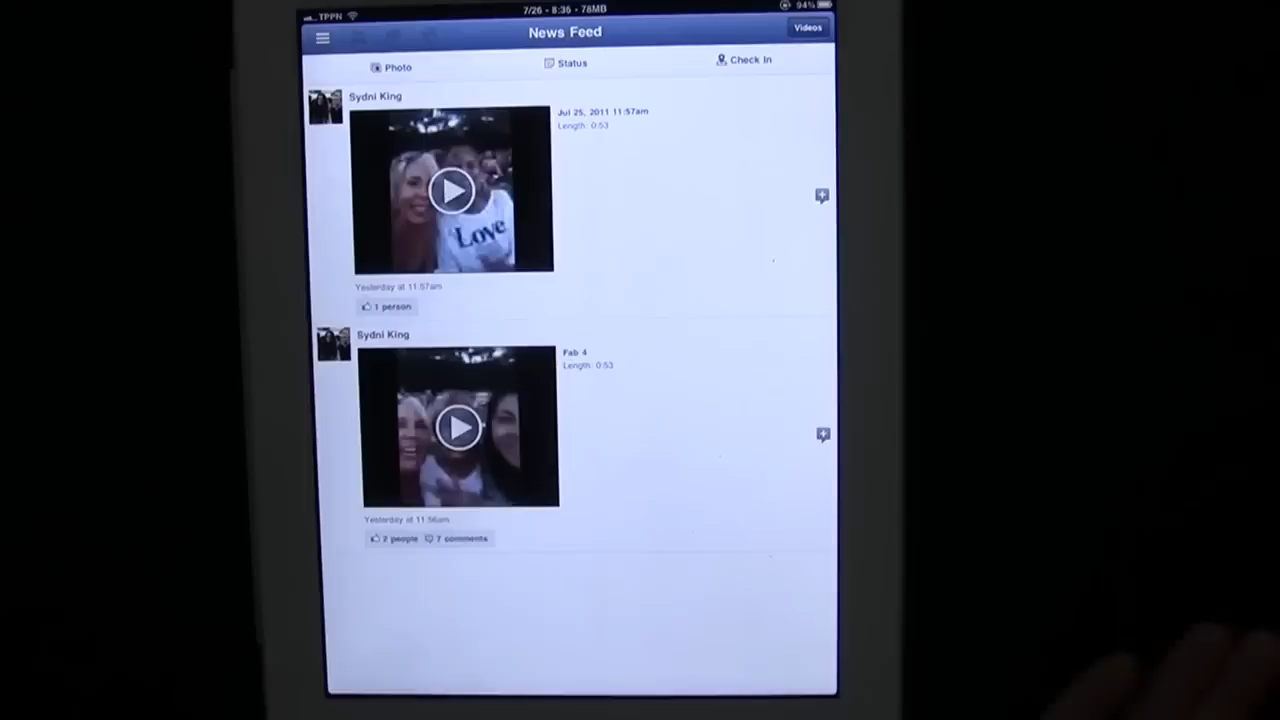 TPPN 7/26 - 8:36 - 78MB 94%
News Feed Videos
Photo Status Check In
Sydni King
Jul 25, 2011 11:57am
Length: 0:53
Love
Yesterday at 11:57am
1 person
Sydni King
Fab 4
Length: 0:53
Yesterday at 11:56am
2 people 7 comments